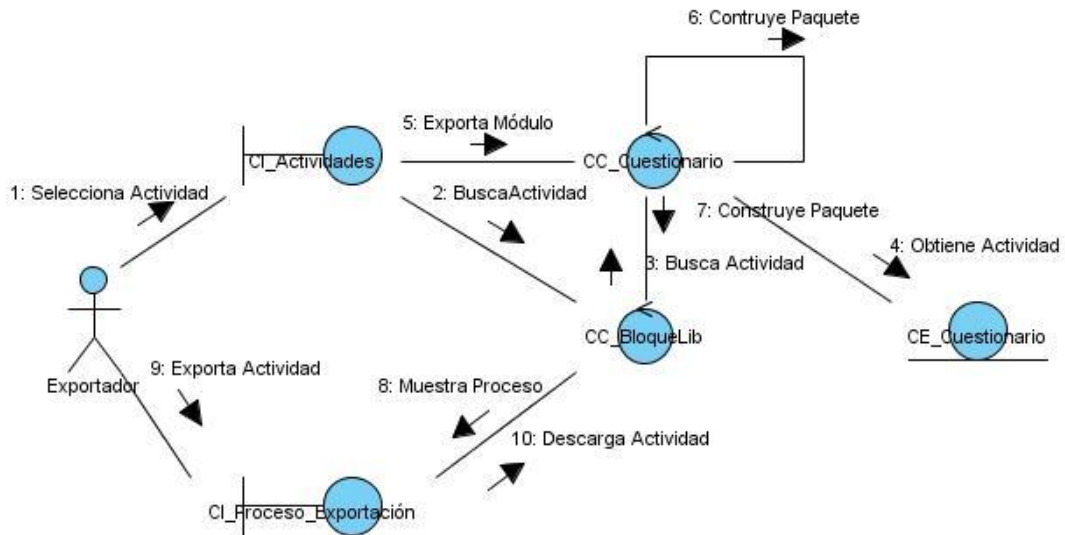 6: Contruye Paquete
5: Exporta Módulo
CI_Actividades
CC_Cuestionario
1: Selecciona Actividad
2: BuscaActividad
7: Construye Paquete
4: Obtiene Actividad
3: Busca Actividad
CC_BloqueLib
CE_Cuestionario
Exportador
9: Exporta Actividad
8: Muestra Proceso
10: Descarga Actividad
CI_Proceso_Exportación